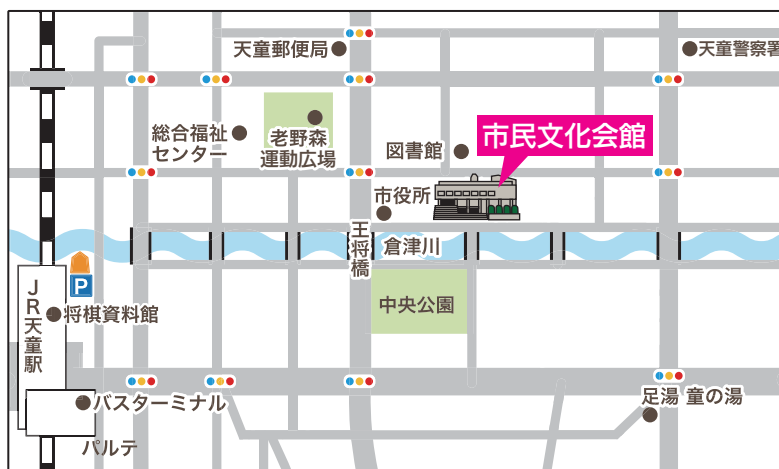 天童郵便局
天童警察署
総合福祉
センター
老野森
運動広場
図書館
市民文化会館
市役所
王将橋
倉津川
P
JR天童駅
将棋資料館
中央公園
バスターミナル
パルテ
足湯 童の湯